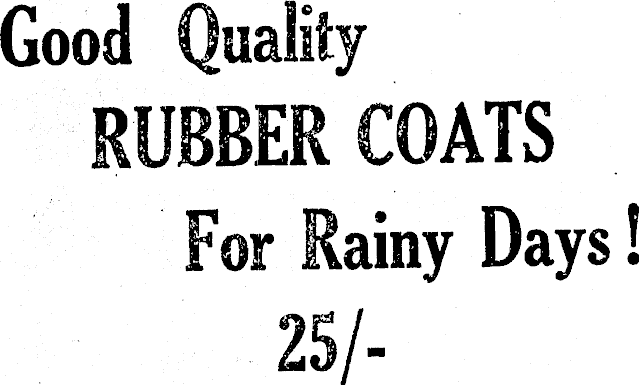 Good Quality
RUBBER COATS
For Rainy Days!
25/-